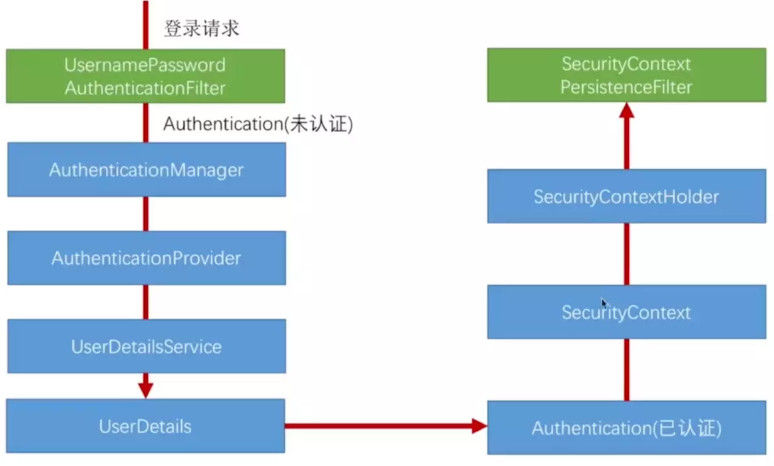 登录请求
UsernamePassword
AuthenticationFilter
Authentication(未认证)
AuthenticationManager
AuthenticationProvider
UserDetailsService
UserDetails
SecurityContext
PersistenceFilter
SecurityContextHolder
SecurityContext
Authentication(已认证)